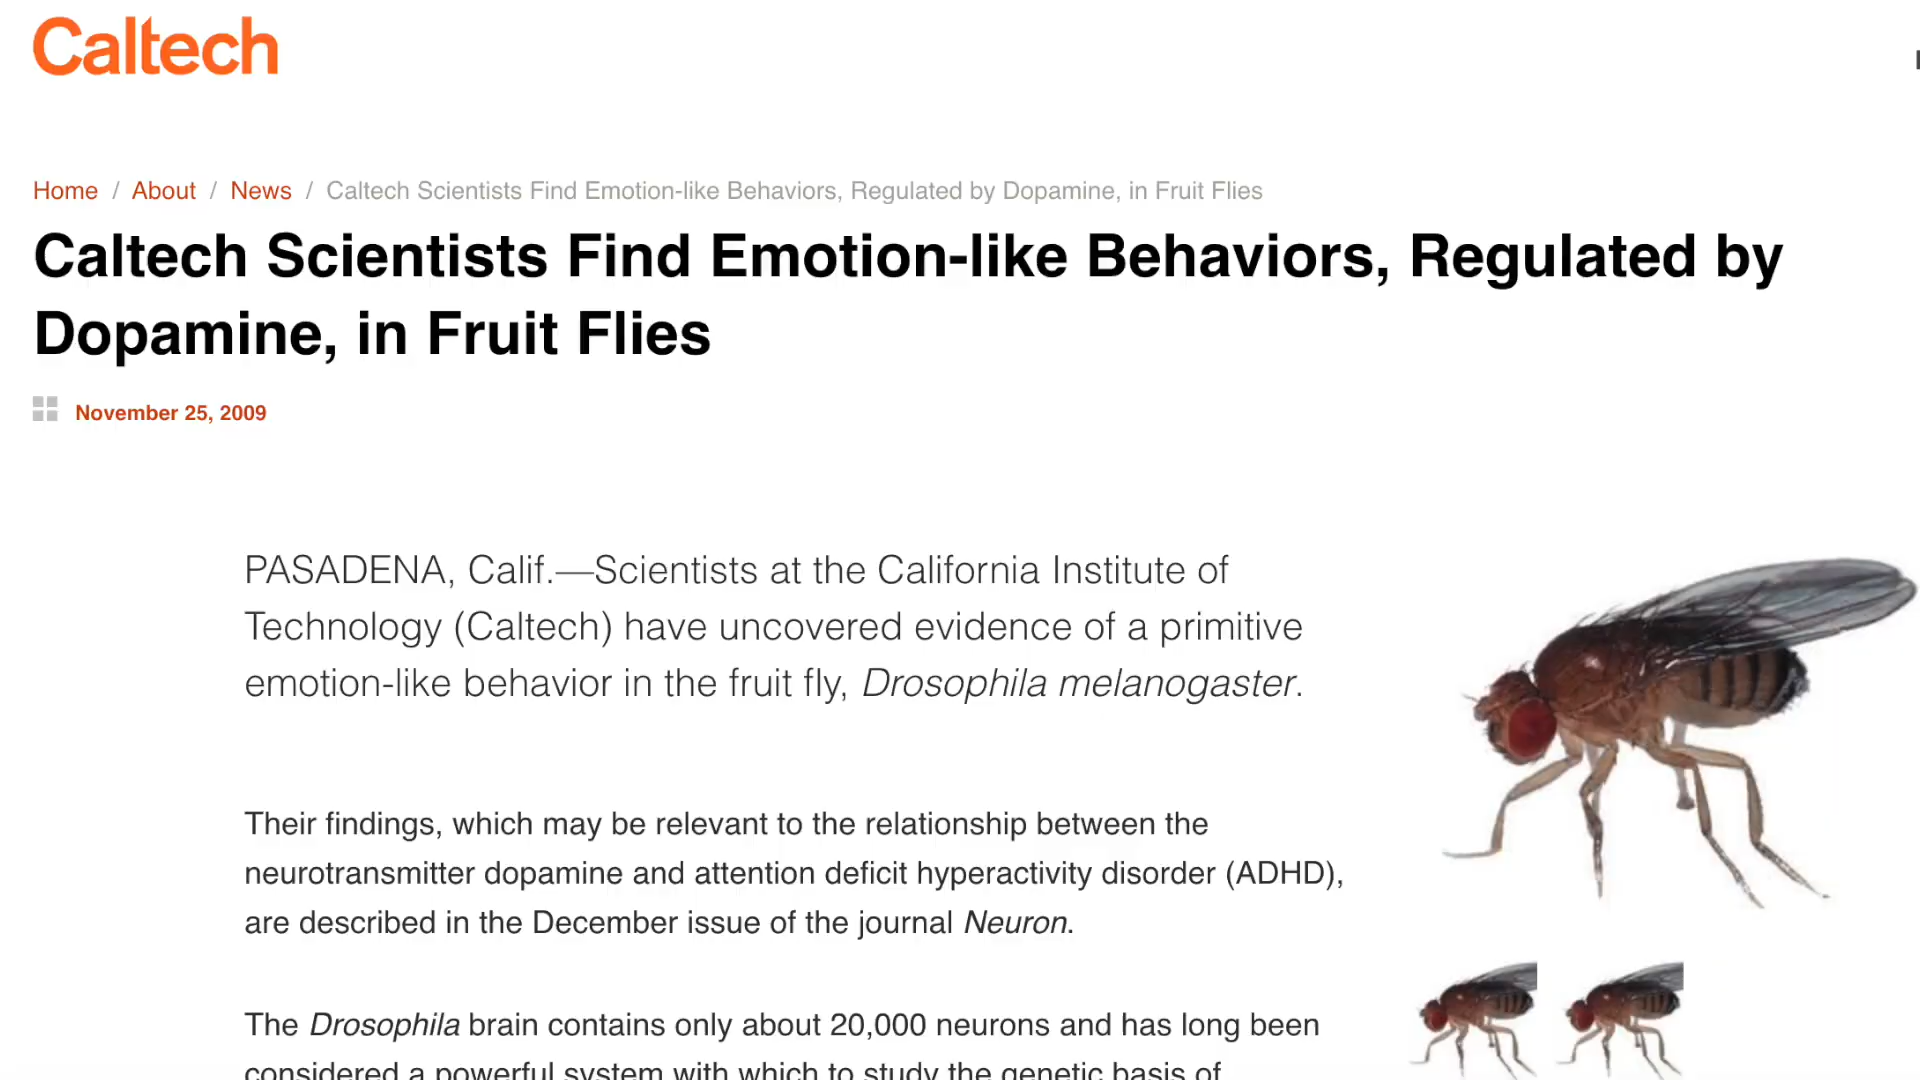 Caltech
Home / About / News / Caltech Scientists Find Emotion-like Behaviors, Regulated by Dopamine, in Fruit Flies
Caltech Scientists Find Emotion-like Behaviors, Regulated by
Dopamine, in Fruit Flies
November 25, 2009
PASADENA, Calif.—Scientists at the California Institute of
Technology (Caltech) have uncovered evidence of a primitive
emotion-like behavior in the fruit fly, Drosophila melanogaster.
Their findings, which may be relevant to the relationship between the
neurotransmitter dopamine and attention deficit hyperactivity disorder (ADHD),
are described in the December issue of the journal Neuron.
The Drosophila brain contains only about 20,000 neurons and has long been
considered a powerful system with which to study the genetic basis of